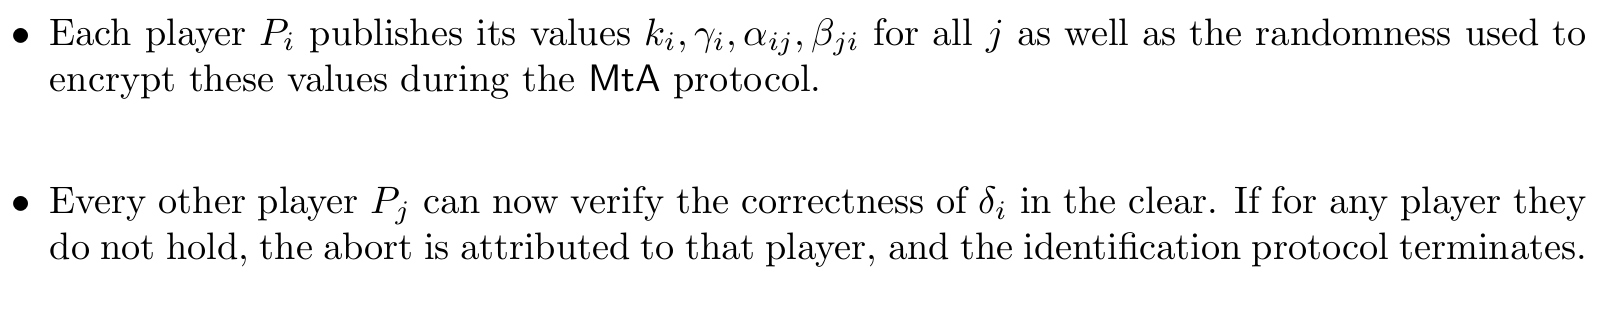 • Each player $P_i$ publishes its values $k_i, \gamma_i, \alpha_{ij}, \beta_{ji}$ for all $j$ as well as the randomness used to
encrypt these values during the MtA protocol.
• Every other player $P_j$ can now verify the correctness of $\delta_i$ in the clear. If for any player they
do not hold, the abort is attributed to that player, and the identification protocol terminates.